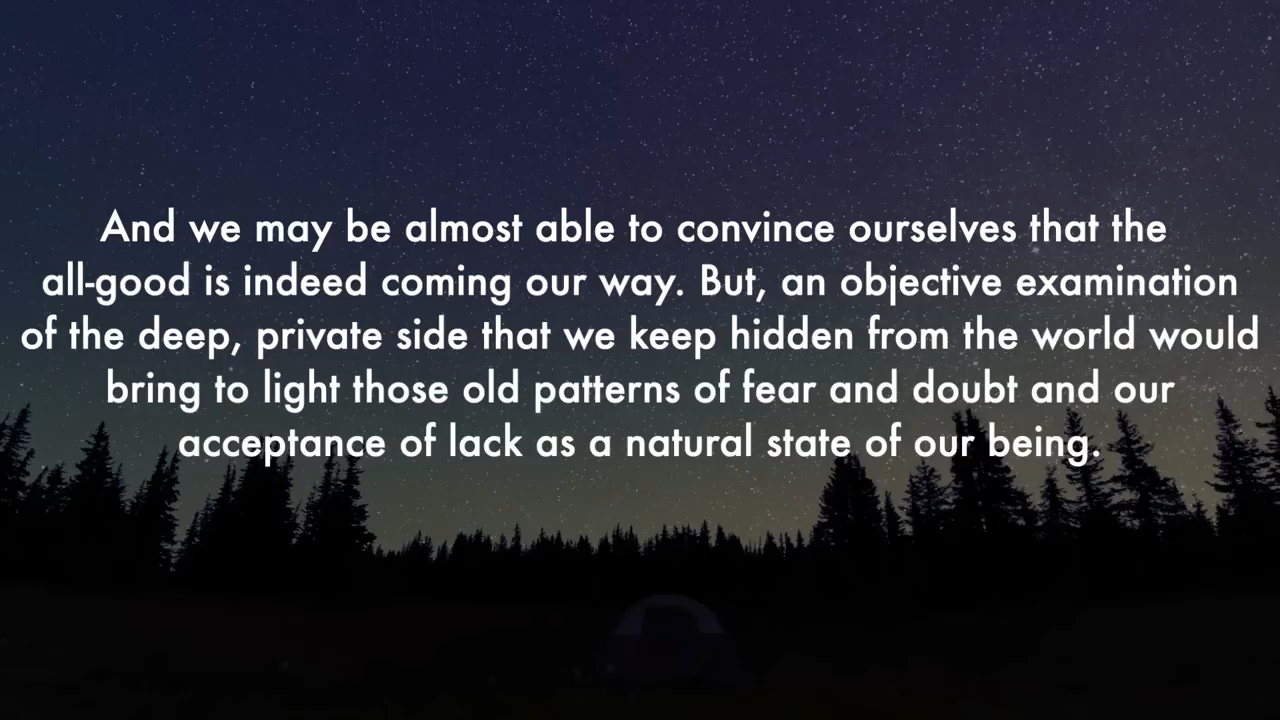 And we may be almost able to convince ourselves that the
all-good is indeed coming our way. But, an objective examination
of the deep, private side that we keep hidden from the world would
bring to light those old patterns of fear and doubt and our
acceptance of lack as a natural state of our being.